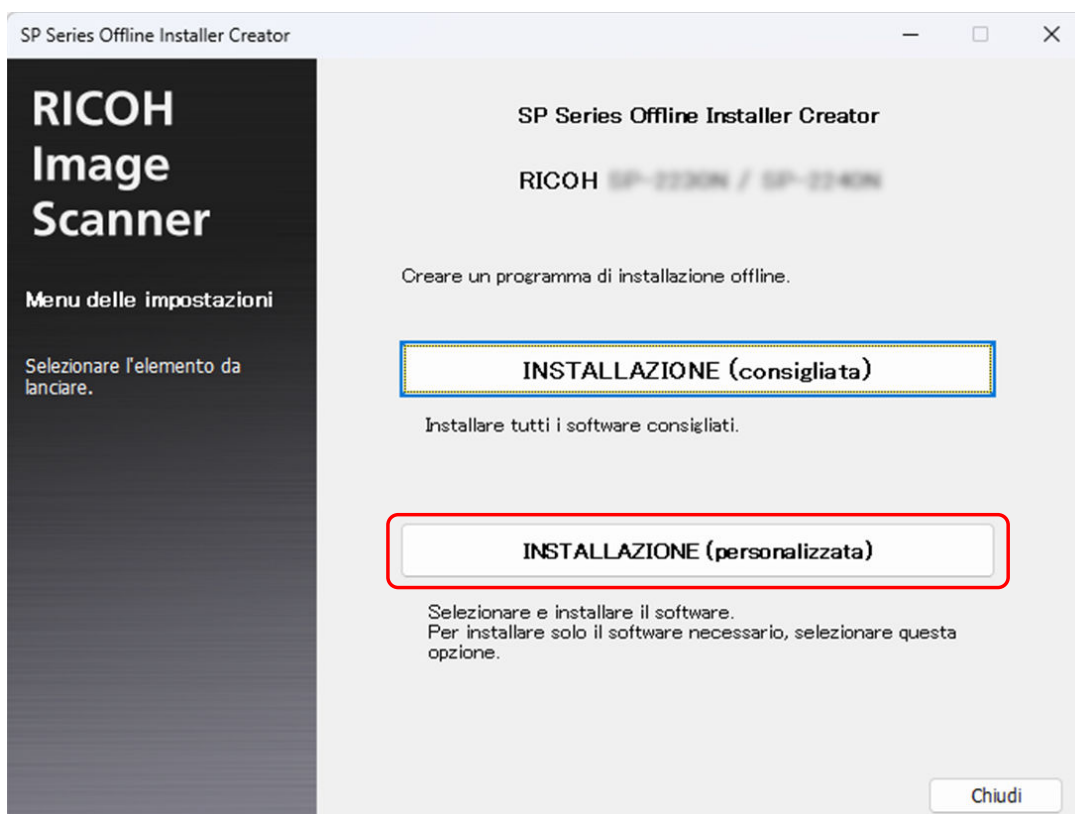 SP Series Offline Installer Creator
RICOH
Image
Scanner
Menu delle impostazioni
Selezionare l'elemento da
lanciare.
SP Series Offline Installer Creator
RICOH
Creare un programma di installazione offline.
INSTALLAZIONE (consigliata)
Installare tutti i software consigliati.
INSTALLAZIONE (personalizzata)
Selezionare e installare il software.
Per installare solo il software necessario, selezionare questa
opzione.
Chiudi